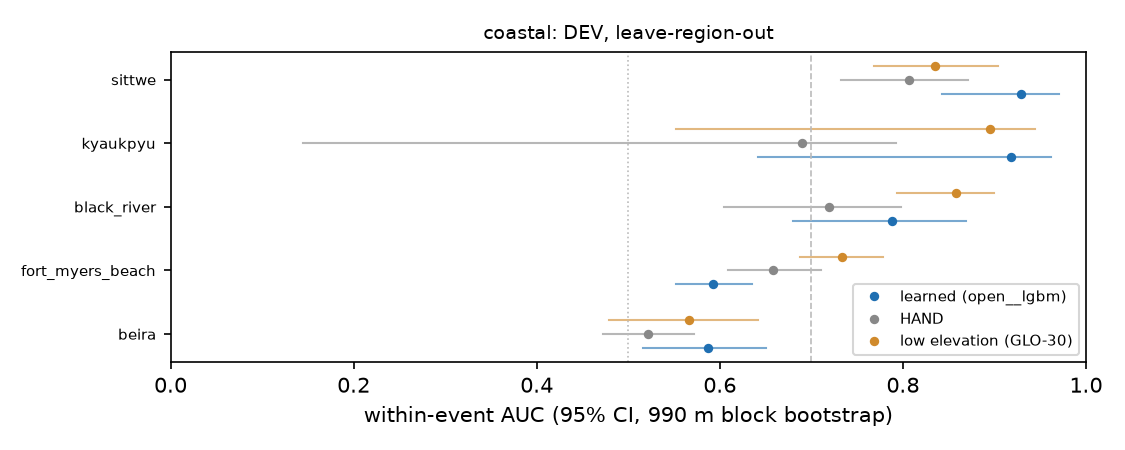 coastal: DEV, leave-region-out
sittwe
kyaukpyu
black_river
fort_myers_beach
beira
learned (open__lgbm)
HAND
low elevation (GLO-30)
0.0 0.2 0.4 0.6 0.8 1.0
within-event AUC (95% CI, 990 m block bootstrap)